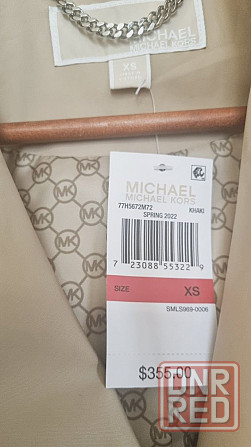 MICHAEL
MICHAEL KORS
XS
MK
MICHAEL
MICHAEL KORS
77H5672M72
KHAKI
SPRING 2022
7 23088 55322 9
SIZE
XS
SMLS969-0006
$355.00
DNR
RED